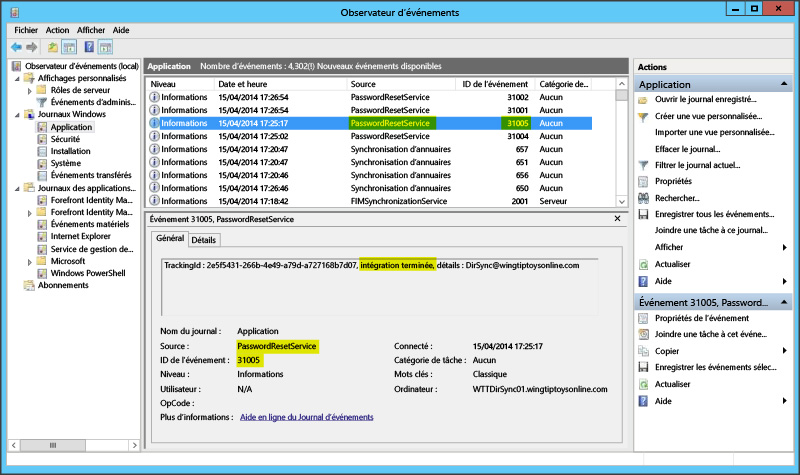 Observateur d'événements
Fichier Action Afficher Aide
Observateur d'événements (local)
Affichages personnalisés
Rôles de serveur
Événements d'adminis...
Journaux Windows
Application
Sécurité
Installation
Système
Événements transférés
Journaux des applications...
Forefront Identity Ma...
Forefront Identity Ma...
Événements matériels
Internet Explorer
Service de gestion de...
Microsoft
Windows PowerShell
Abonnements
Application Nombre d'événements : 4,302(!) Nouveaux événements disponibles
Niveau Date et heure Source ID de l'événement Catégorie de...
Informations 15/04/2014 17:26:54 PasswordResetService 31002 Aucun
Informations 15/04/2014 17:26:54 PasswordResetService 31001 Aucun
Informations 15/04/2014 17:25:17 PasswordResetService 31005 Aucun
Informations 15/04/2014 17:25:02 PasswordResetService 31004 Aucun
Informations 15/04/2014 17:20:47 Synchronisation d'annuaires 657 Aucun
Informations 15/04/2014 17:20:47 Synchronisation d'annuaires 651 Aucun
Informations 15/04/2014 17:20:46 Synchronisation d'annuaires 656 Aucun
Informations 15/04/2014 17:20:46 Synchronisation d'annuaires 650 Aucun
Informations 15/04/2014 17:18:42 FIMSynchronizationService 2001 Serveur
Événement 31005, PasswordResetService
Général Détails
TrackingId : 2e5f5431-266b-4e49-a79d-a727168b7d07, intégration terminée, détails : DirSync@wingtiptoysonline.com
Nom du journal : Application
Source : PasswordResetService Connecté : 15/04/2014 17:25:17
ID de l'événement : 31005 Catégorie de tâche : Aucun
Niveau : Informations Mots clés : Classique
Utilisateur : N/A Ordinateur : WTTDirSync01.wingtiptoysonline.com
OpCode :
Plus d'informations : Aide en ligne du Journal d'événements
Actions
Application
Ouvrir le journal enregistré...
Créer une vue personnalisée...
Importer une vue personnalisée...
Effacer le journal...
Filtrer le journal actuel...
Propriétés
Rechercher...
Enregistrer tous les événements...
Joindre une tâche à ce journal...
Afficher
Actualiser
Aide
Événement 31005, Password...
Propriétés de l'événement
Joindre une tâche à cet événe...
Copier
Enregistrer les événements sélec...
Actualiser
Aide